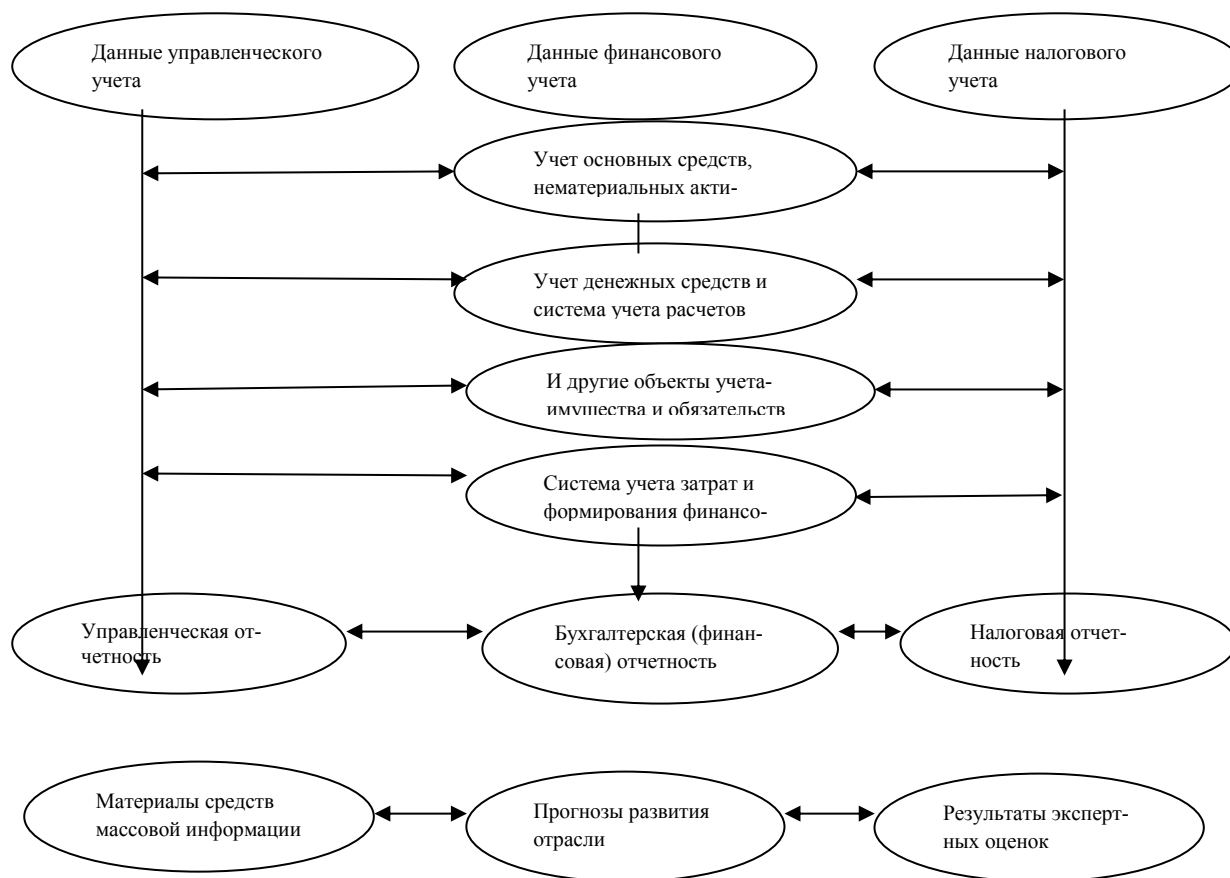 Данные управленческого
учета
Данные финансового
учета
Данные налогового
учета
Учет основных средств,
нематериальных акти-
Учет денежных средств и
система учета расчетов
И другие объекты учета-
имущества и обязательств
Система учета затрат и
формирования финансо-
Управленческая от-
четность
Бухгалтерская (финан-
совая) отчетность
Налоговая отчет-
ность
Материалы средств
массовой информации
Прогнозы развития
отрасли
Результаты эксперт-
ных оценок